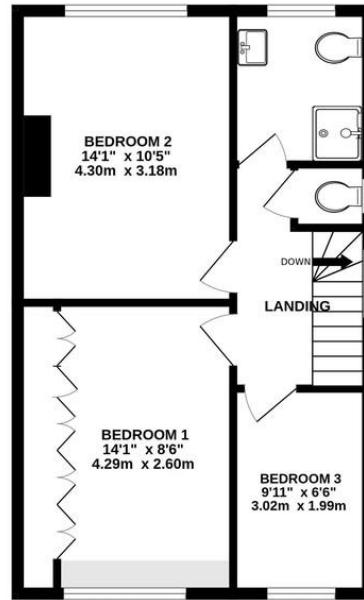 BEDROOM 2
14'1" x 10'5"
4.30m x 3.18m
DOWN
LANDING
BEDROOM 1
14'1" x 8'6"
4.29m x 2.60m
BEDROOM 3
9'11" x 6'6"
3.02m x 1.99m